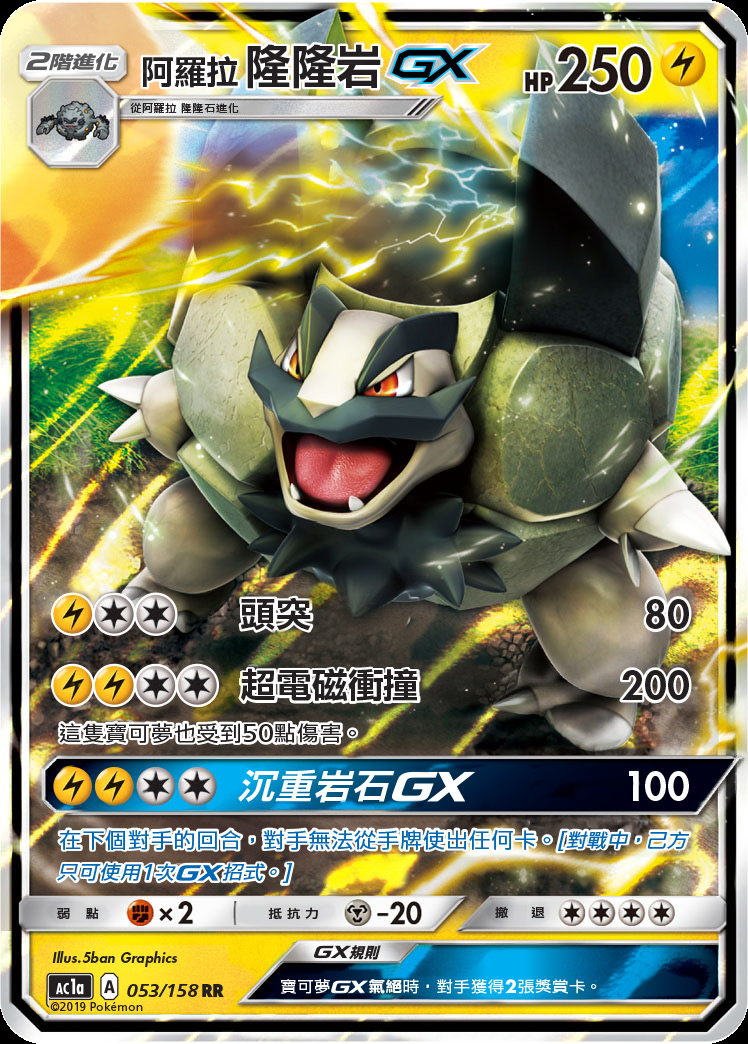 2階進化
阿羅拉 隆隆岩GX
HP250
從阿羅拉 隆隆石進化
頭突 80
超電磁衝撞 200
這隻寶可夢也受到50點傷害。
沉重岩石GX 100
在下個對手的回合，對手無法從手牌使出任何卡。[對戰中，己方
只可使用1次GX招式。]
弱點 ×2 抵抗力 -20 撤退
Illus.5ban Graphics
GX規則
AC1a A 053/158 RR
寶可夢GX氣絕時，對手獲得2張獎賞卡。
©2019 Pokémon